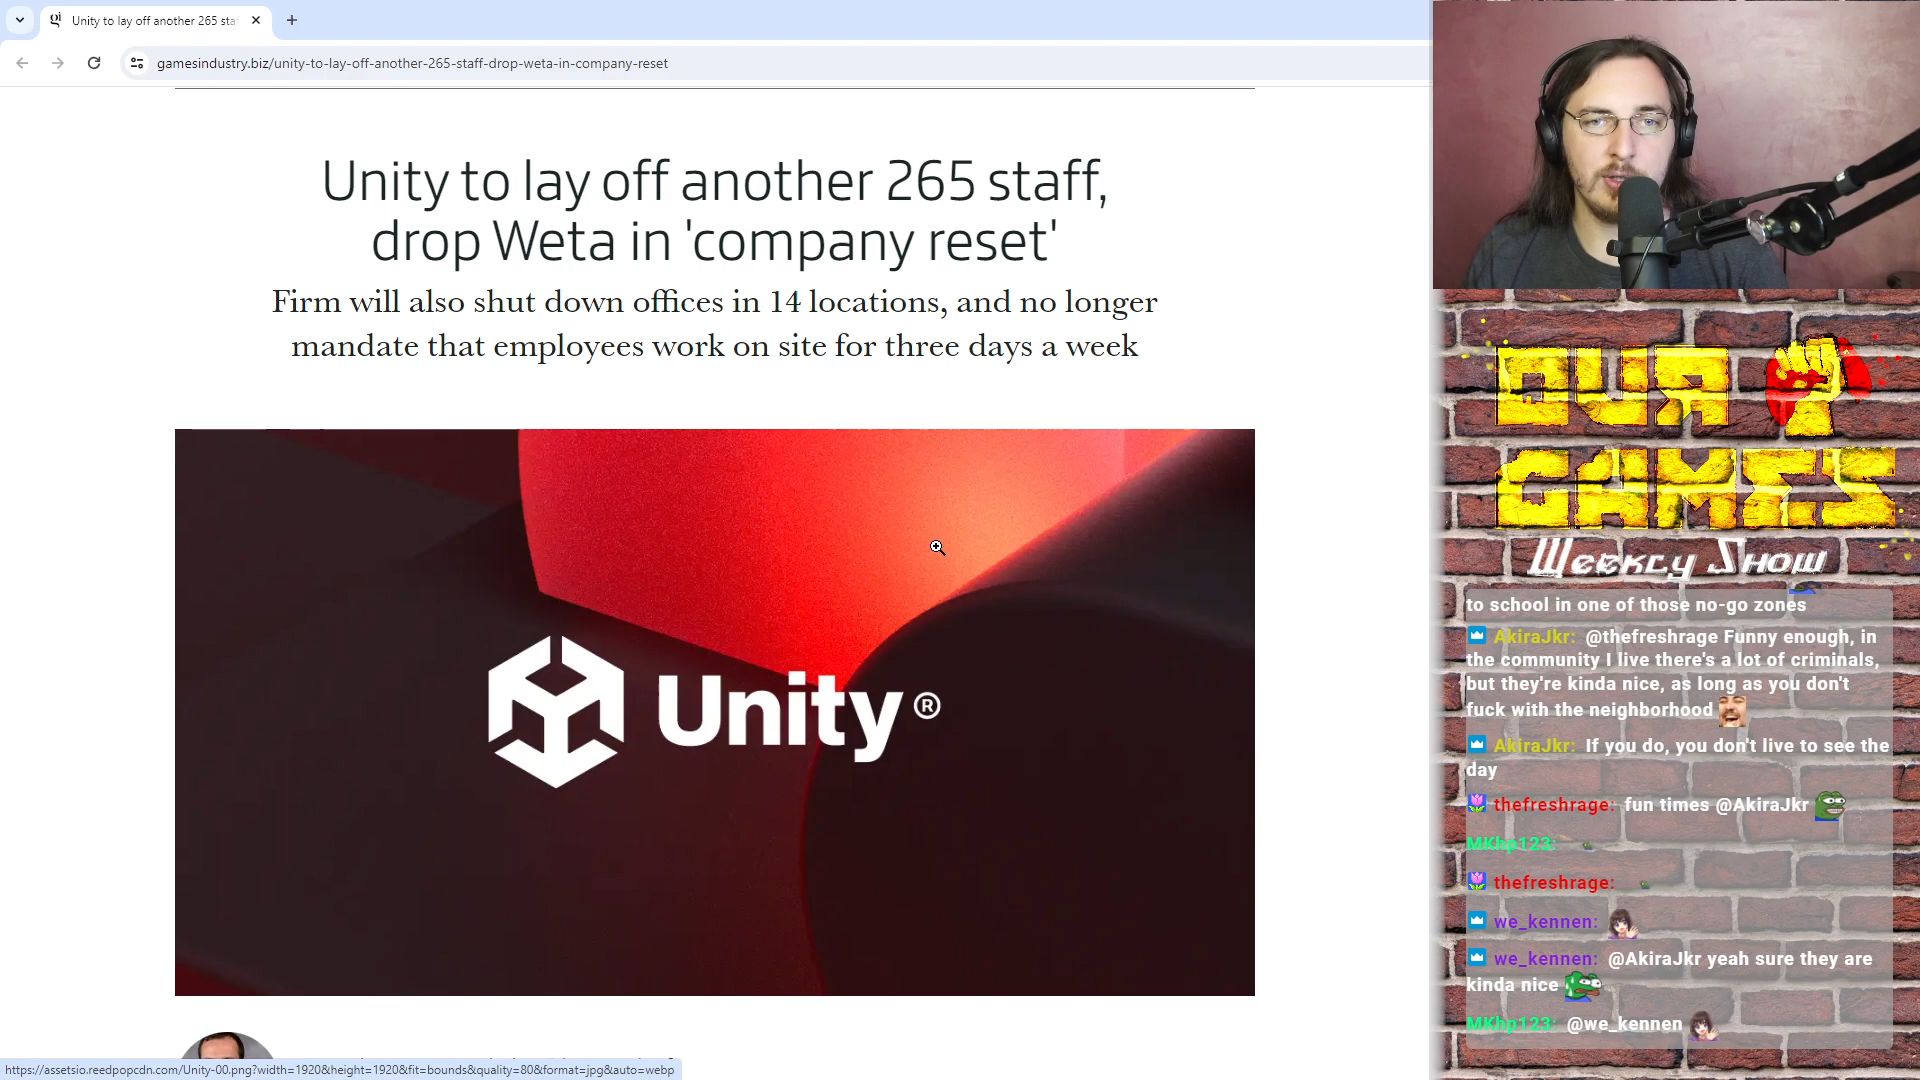 Unity to lay off another 265 sta
gamesindustry.biz/unity-to-lay-off-another-265-staff-drop-weta-in-company-reset
Unity to lay off another 265 staff,
drop Weta in 'company reset'
Firm will also shut down offices in 14 locations, and no longer
mandate that employees work on site for three days a week
Unity®
https://assetsio.reedpopcdn.com/Unity-00.png?width=1920&height=1920&fit=bounds&quality=80&format=jpg&auto=webp
OUR
GAMES
Weekly Show
to school in one of those no-go zones
AkiraJkr: @thefreshrage Funny enough, in
the community I live there's a lot of criminals,
but they're kinda nice, as long as you don't
fuck with the neighborhood
AkiraJkr: If you do, you don't live to see the
day
thefreshrage: fun times @AkiraJkr
MKhp123:
thefreshrage:
we_kennen:
we_kennen: @AkiraJkr yeah sure they are
kinda nice
MKhp123: @we_kennen